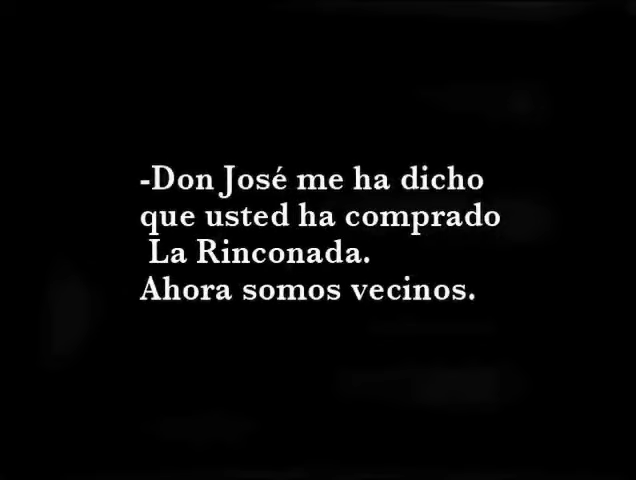 -Don José me ha dicho
que usted ha comprado
La Rinconada.
Ahora somos vecinos.